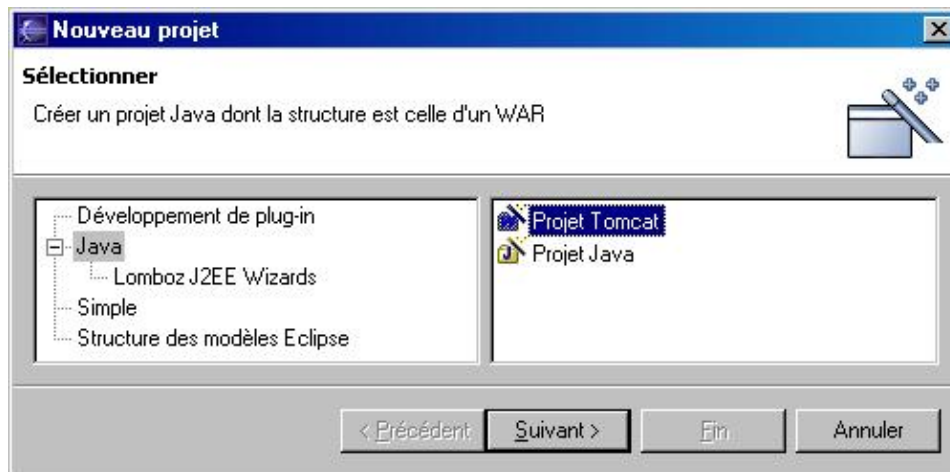 Nouveau projet
Sélectionner
Créer un projet Java dont la structure est celle d'un WAR
Développement de plug-in
Java
Lomboz J2EE Wizards
Simple
Structure des modèles Eclipse
Projet Tomcat
Projet Java
< Précédent
Suivant >
Fin
Annuler